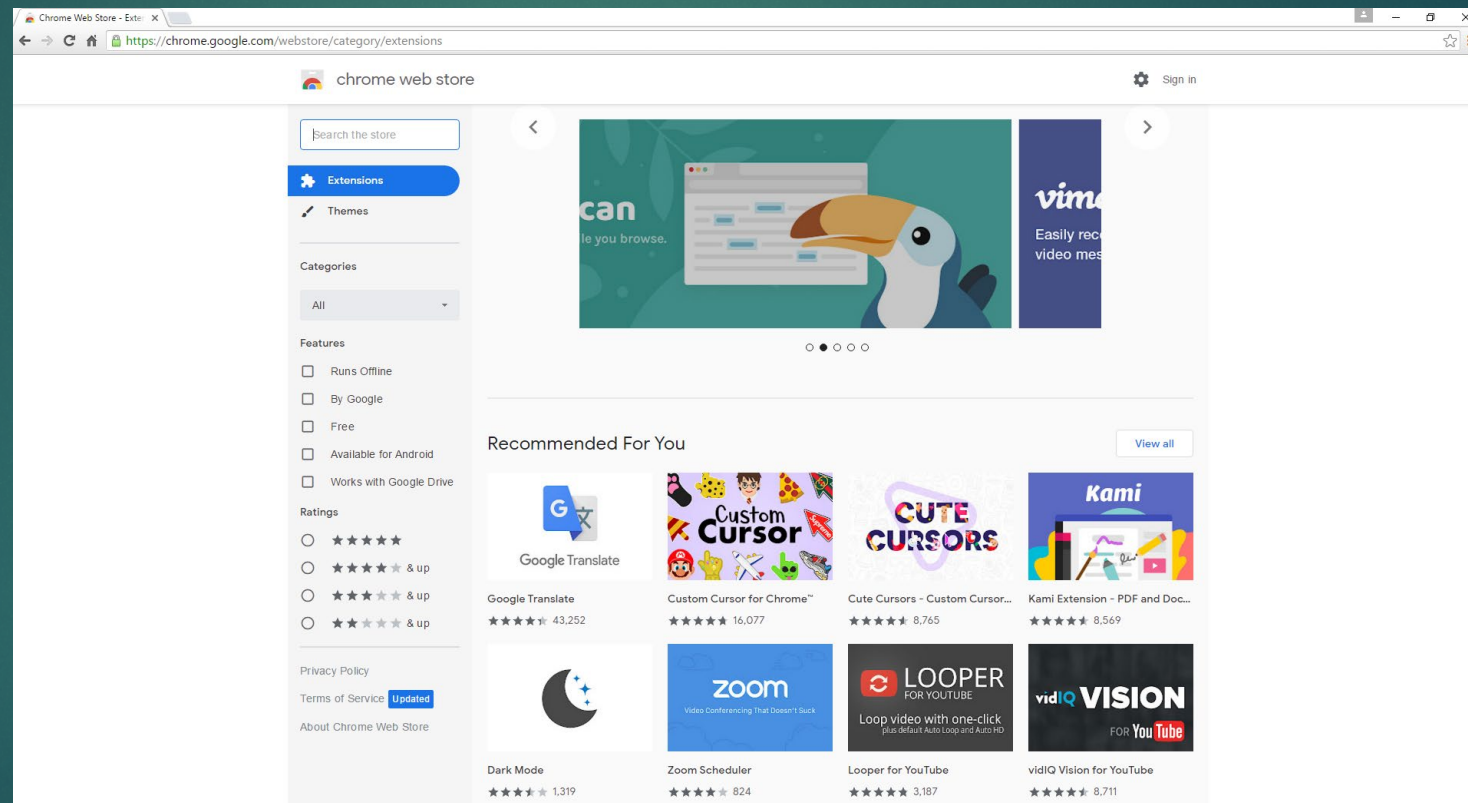 Chrome Web Store - Exte
https://chrome.google.com/webstore/category/extensions
chrome web store
Sign in
Search the store
Extensions
Themes
Categories
All
Features
Runs Offline
By Google
Free
Available for Android
Works with Google Drive
Ratings
& up
& up
& up
Privacy Policy
Terms of Service Updated
About Chrome Web Store
can
le you browse.
vime
Easily rec
video mes
Recommended For You
View all
G
Google Translate
Custom
Cursor
Supreme
CUTE
CURSORS
Kami
Google Translate
43,252
Custom Cursor for Chrome™
16,077
Cute Cursors - Custom Cursor...
8,765
Kami Extension - PDF and Doc...
8,569
zoom
Video Conferencing That Doesn't Suck
LOOPER
FOR YOUTUBE
Loop video with one-click
plus default Auto Loop and Auto HD
vidIQ VISION
FOR YouTube
Dark Mode
1,319
Zoom Scheduler
824
Looper for YouTube
3,187
vidIQ Vision for YouTube
8,711